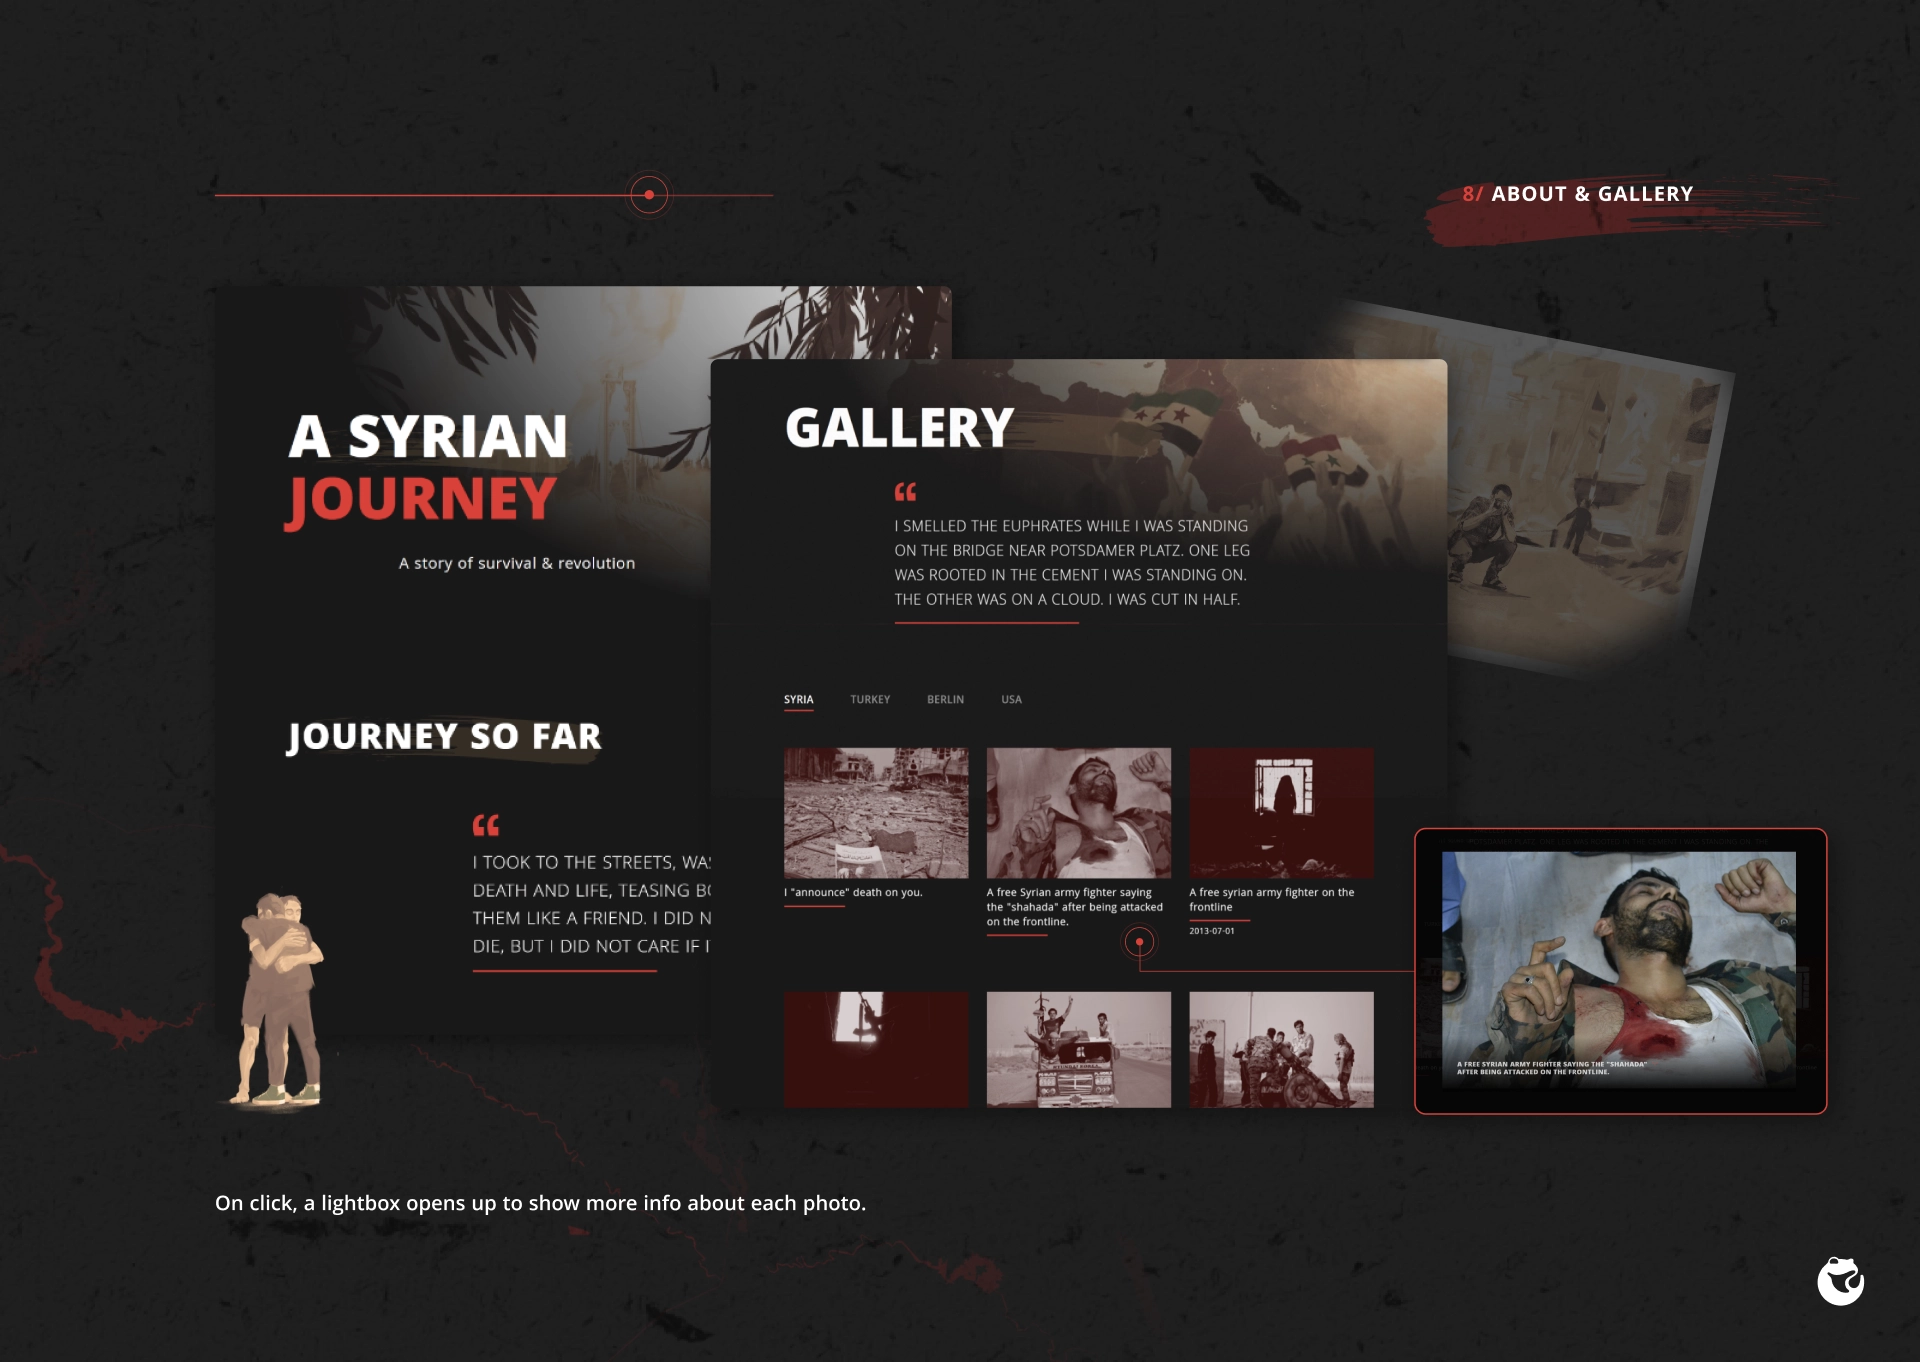 8/ ABOUT & GALLERY
A SYRIAN
JOURNEY
A story of survival & revolution
JOURNEY SO FAR
“
I TOOK TO THE STREETS, WAS
DEATH AND LIFE, TEASING
THEM LIKE A FRIEND. I DID
DIE, BUT I DID NOT CARE IF
GALLERY
“
I SMELLED THE EUPHRATES WHILE I WAS STANDING
ON THE BRIDGE NEAR POTSDAMER PLATZ. ONE LEG
WAS ROOTED IN THE CEMENT I WAS STANDING ON.
THE OTHER WAS ON A CLOUD. I WAS CUT IN HALF.
SYRIA TURKEY BERLIN USA
I "announce" death on you.
A free Syrian army fighter saying
the "shahada" after being attacked
on the frontline.
A free syrian army fighter on the
frontline
2013-07-01
A FREE SYRIAN ARMY FIGHTER SAYING THE "SHAHADA"
AFTER BEING ATTACKED ON THE FRONTLINE.
On click, a lightbox opens up to show more info about each photo.